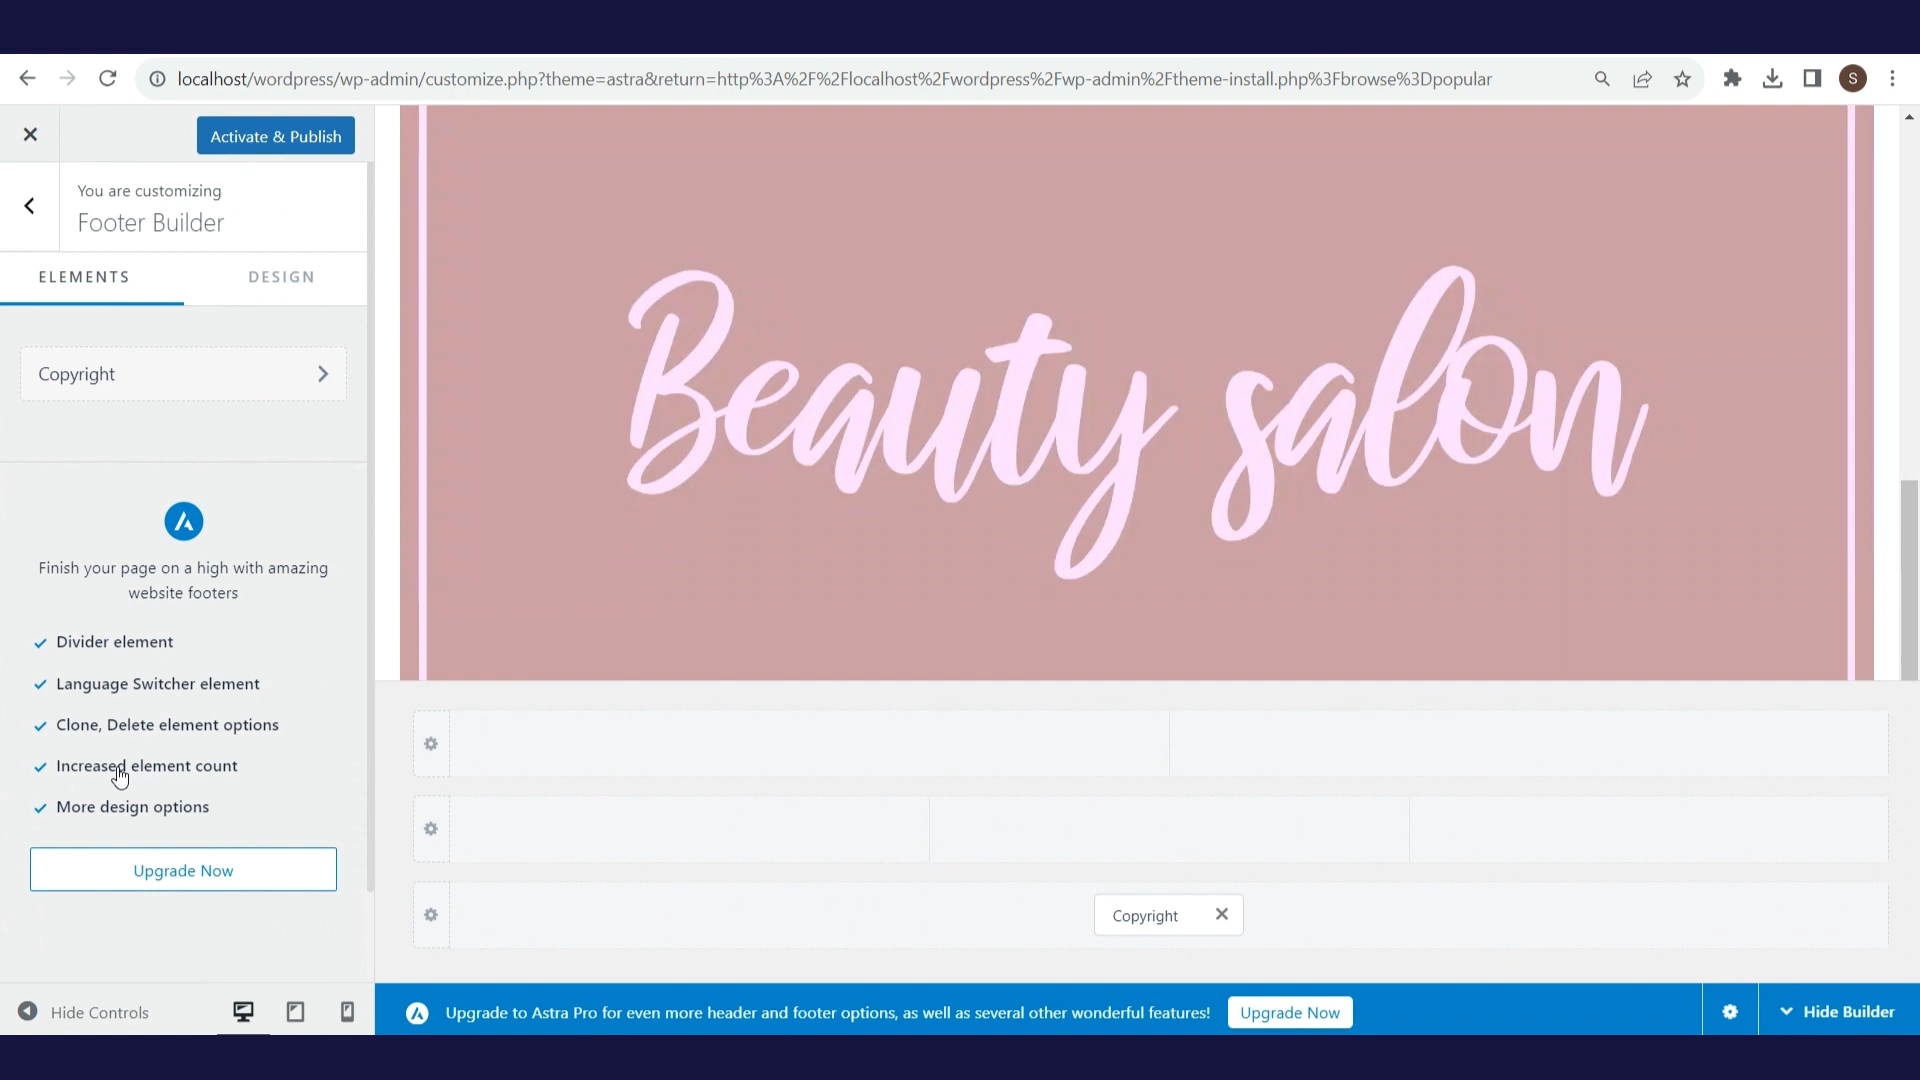 localhost/wordpress/wp-admin/customize.php?theme=astra&return=http%3A%2F%2Flocalhost%2Fwordpress%2Fwp-admin%2Ftheme-install.php%3Fbrowse%3Dpopular
S
Activate & Publish
You are customizing
Footer Builder
ELEMENTS
DESIGN
Copyright
Finish your page on a high with amazing
website footers
Divider element
Language Switcher element
Clone, Delete element options
Increased element count
More design options
Upgrade Now
Hide Controls
Beauty salon
Copyright
Upgrade to Astra Pro for even more header and footer options, as well as several other wonderful features!
Upgrade Now
Hide Builder